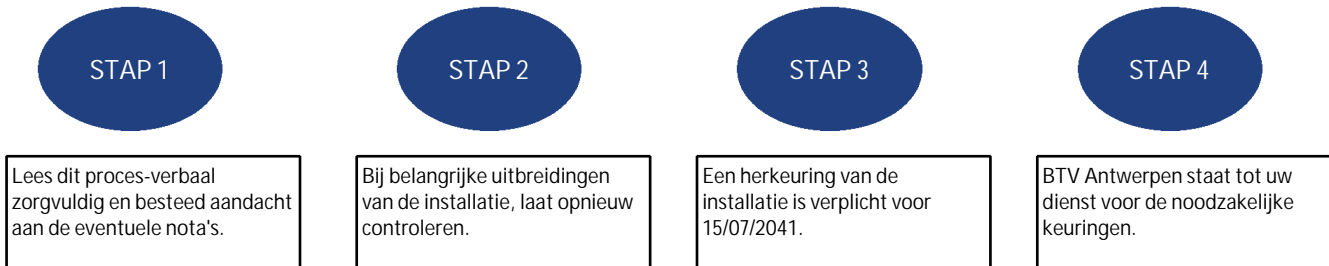 STAP 1
STAP 2
STAP 3
STAP 4
Lees dit proces-verbaal
zorgvuldig en besteed aandacht
aan de eventuele nota's.
Bij belangrijke uitbreidingen
van de installatie, laat opnieuw
controleren.
Een herkeuring van de
installatie is verplicht voor
15/07/2041.
BTV Antwerpen staat tot uw
dienst voor de noodzakelijke
keuringen.